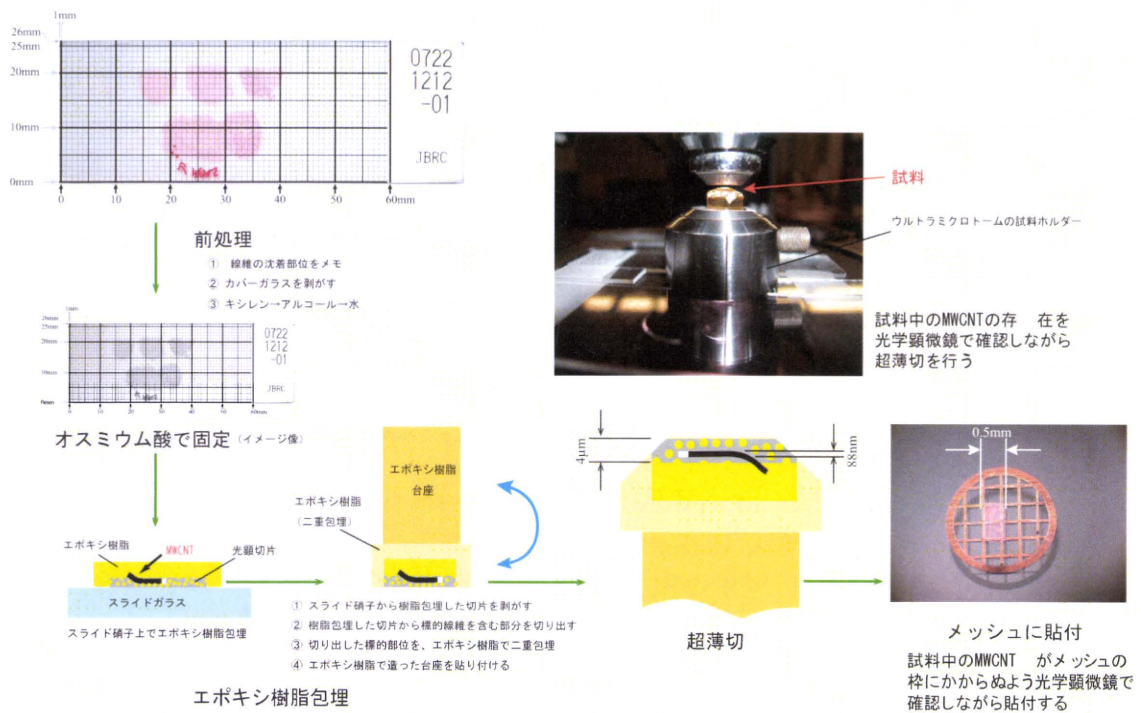 1mm
26mm
25mm
20mm
10mm
0mm
0 10 20 30 40 50 60mm
0722
1212
-01
JBRC
前処理
① 線維の沈着部位をメモ
② カバーガラスを剥がす
③ キシレン→アルコール→水
1mm
26mm
25mm
20mm
10mm
0mm
0 10 20 30 40 50 60mm
0722
1212
-01
JBRC
オスミウム酸で固定(イメージ像)
エポキシ樹脂
MWCNT
光顕切片
スライドガラス
スライド硝子上でエポキシ樹脂包埋
エポキシ樹脂
台座
エポキシ樹脂
(二重包埋)
① スライド硝子から樹脂包埋した切片を剥がす
② 樹脂包埋した切片から標的線維を含む部分を切り出す
③ 切り出した標的部位を、エポキシ樹脂で二重包埋
④ エポキシ樹脂で造った台座を貼り付ける
エポキシ樹脂包埋
試料
ウルトラミクロトームの試料ホルダー
試料中のMWCNTの存 在を
光学顕微鏡で確認しながら
超薄切を行う
4μm
88nm
超薄切
0.5mm
メッシュに貼付
試料中のMWCNT がメッシュの
枠にかからぬよう光学顕微鏡で
確認しながら貼付する